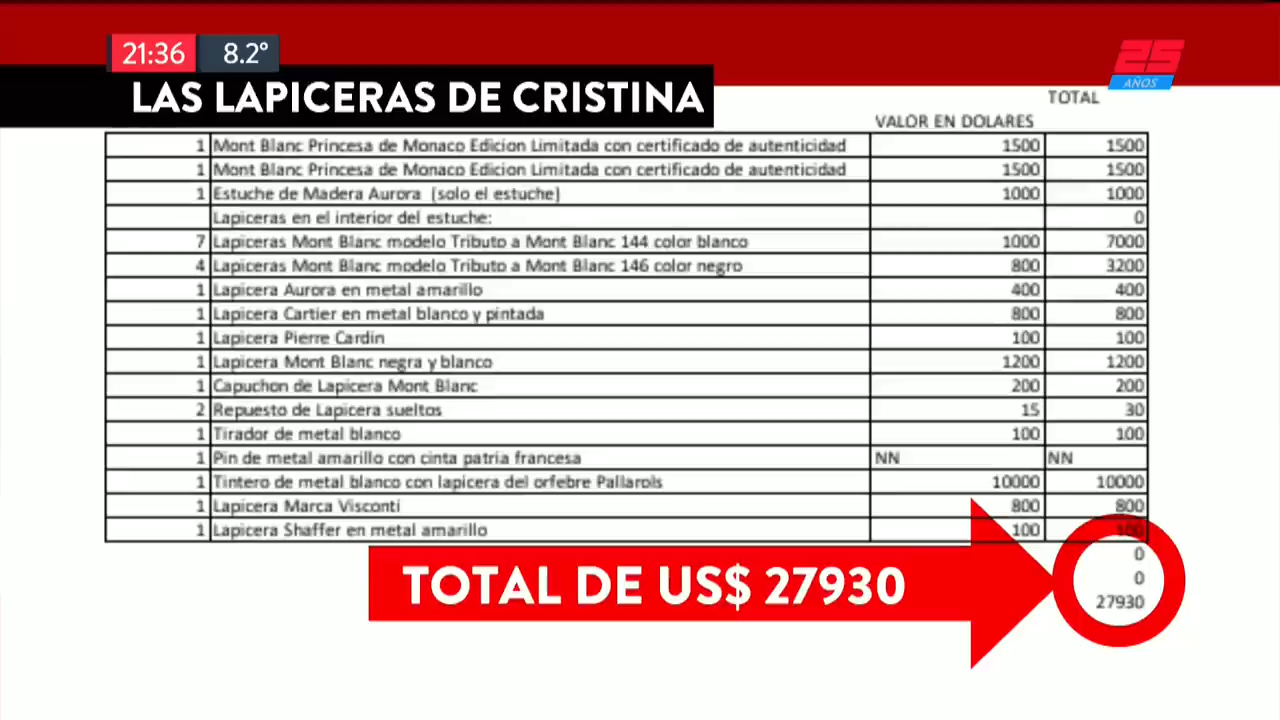 21:36 8.2°
25
AÑOS
LAS LAPICERAS DE CRISTINA
TOTAL
VALOR EN DOLARES
1 Mont Blanc Princesa de Monaco Edicion Limitada con certificado de autenticidad 1500 1500
1 Mont Blanc Princesa de Monaco Edicion Limitada con certificado de autenticidad 1500 1500
1 Estuche de Madera Aurora (solo el estuche) 1000 1000
Lapiceras en el interior del estuche: 0
7 Lapiceras Mont Blanc modelo Tributo a Mont Blanc 144 color blanco 1000 7000
4 Lapiceras Mont Blanc modelo Tributo a Mont Blanc 146 color negro 800 3200
1 Lapicera Aurora en metal amarillo 400 400
1 Lapicera Cartier en metal blanco y pintada 800 800
1 Lapicera Pierre Cardin 100 100
1 Lapicera Mont Blanc negra y blanco 1200 1200
1 Capuchon de Lapicera Mont Blanc 200 200
2 Repuesto de Lapicera sueltos 15 30
1 Tirador de metal blanco 100 100
1 Pin de metal amarillo con cinta patria francesa NN NN
1 Tintero de metal blanco con lapicera del orfebre Pallarols 10000 10000
1 Lapicera Marca Visconti 800 800
1 Lapicera Shaffer en metal amarillo 100 100
0
0
27930
TOTAL DE US$ 27930